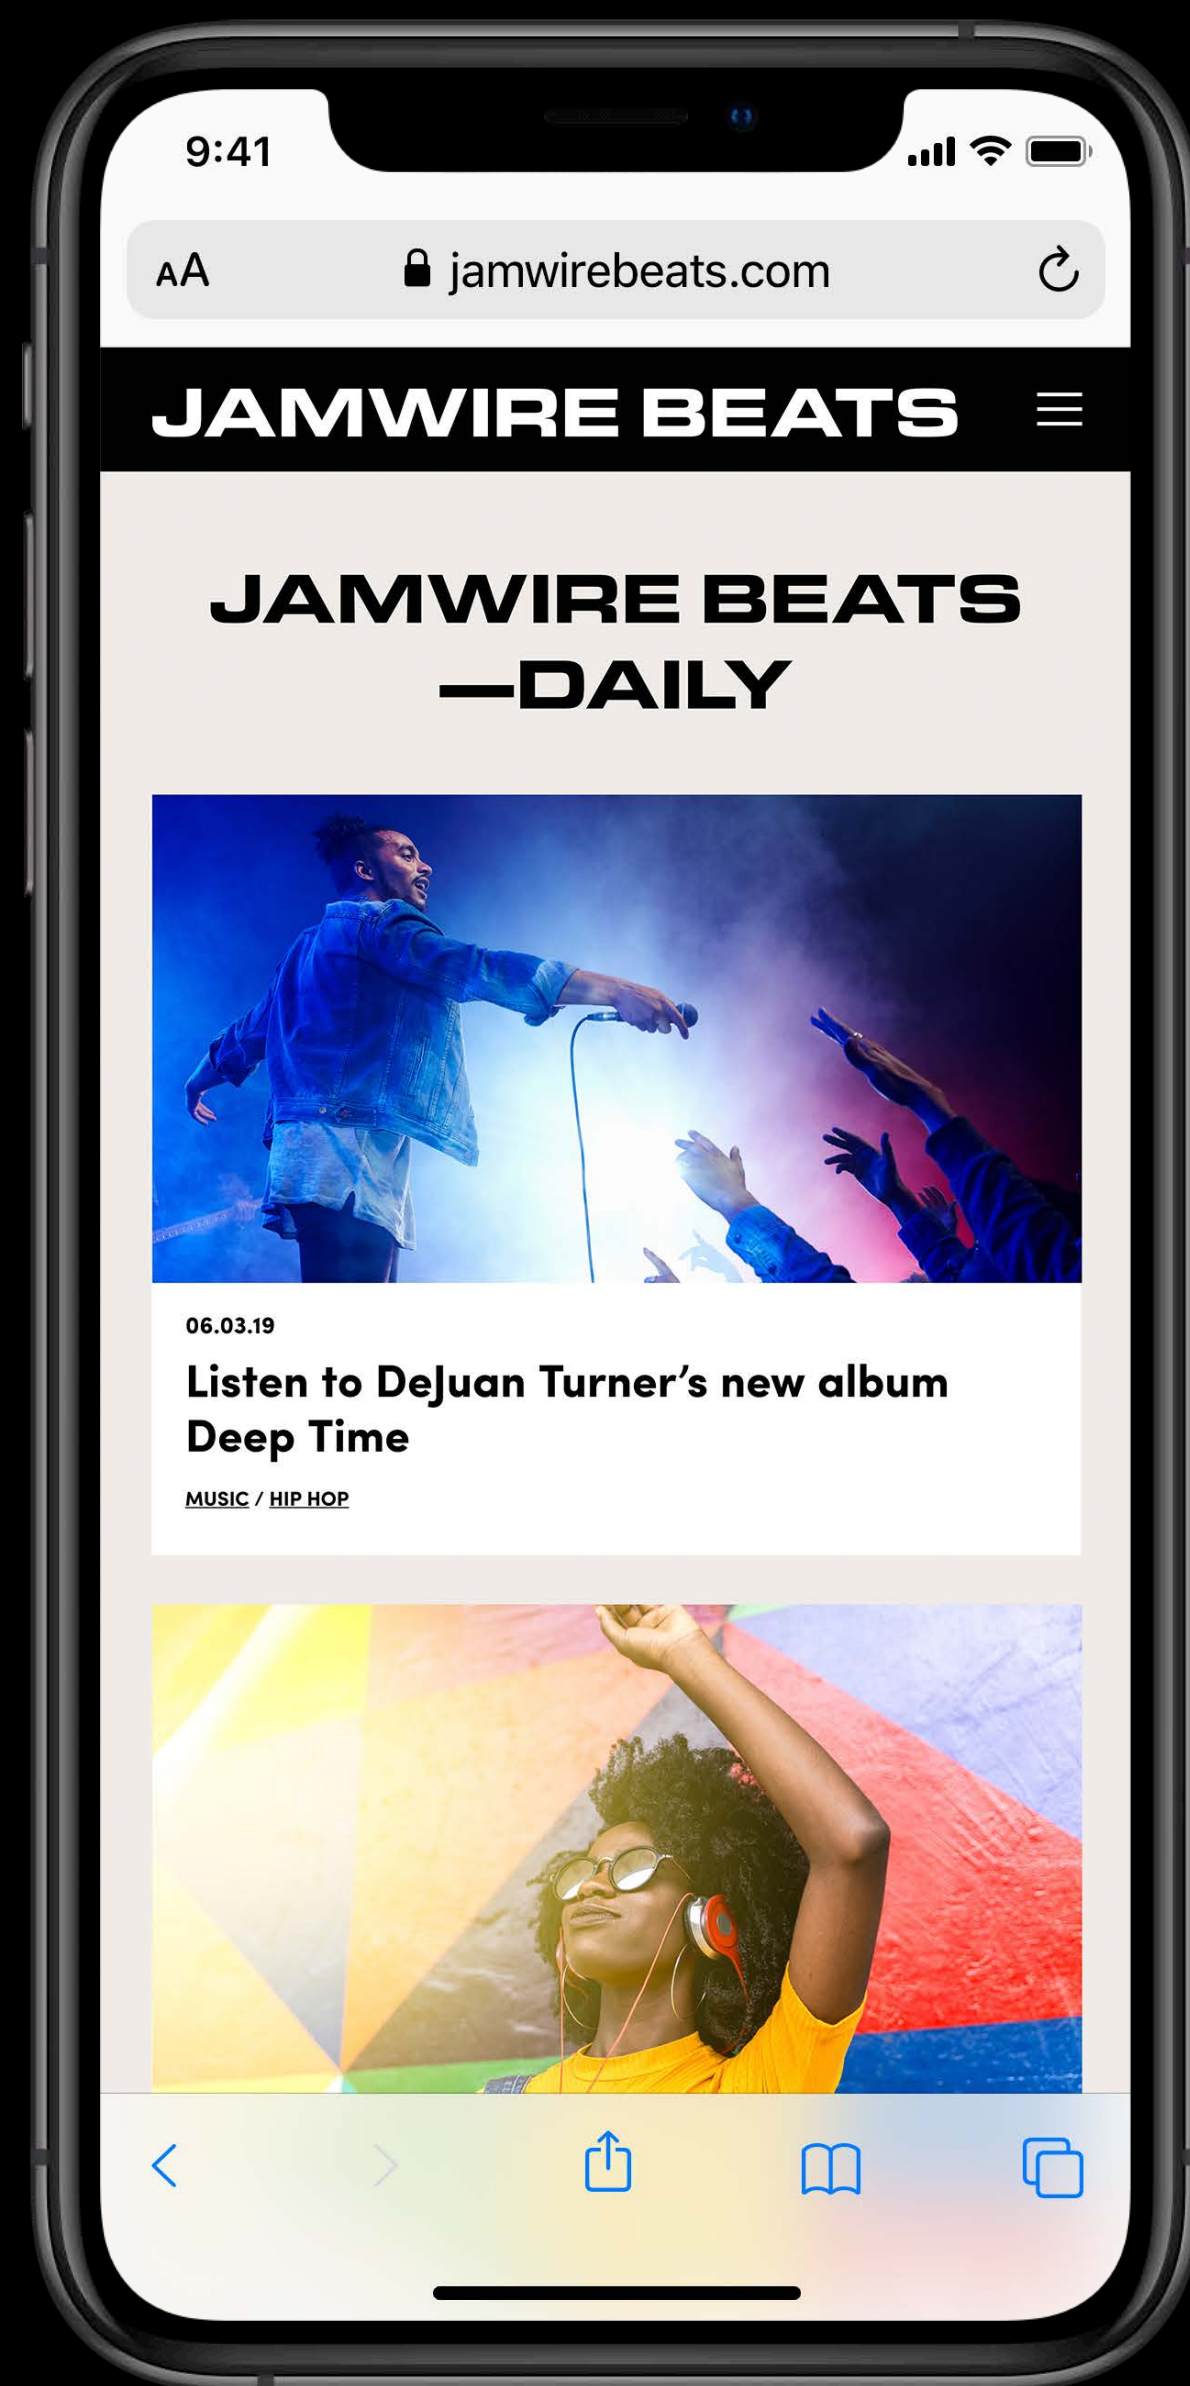 9:41
AA jamwirebeats.com
JAMWIRE BEATS
JAMWIRE BEATS
—DAILY
06.03.19
Listen to DeJuan Turner’s new album
Deep Time
MUSIC / HIP HOP